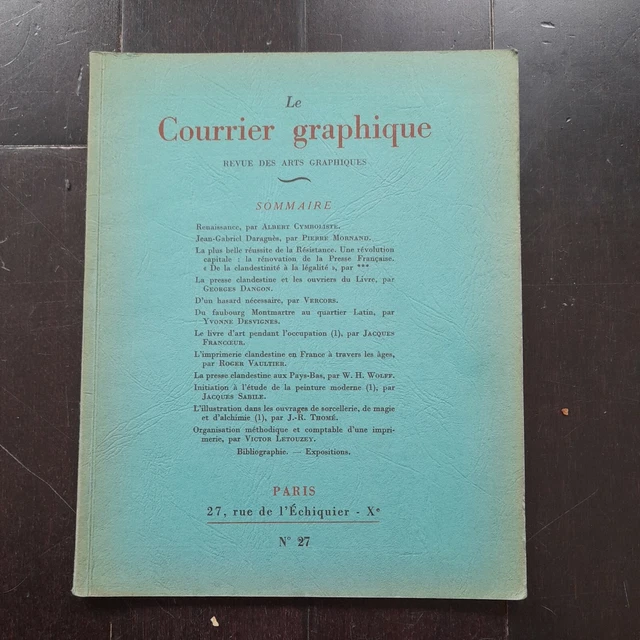 Le
Courrier graphique
REVUE DES ARTS GRAPHIQUES
SOMMAIRE
Renaissance, par ALBERT CYMBOLISTE.
Jean-Gabriel Daragnès, par PIERRE MORNAND.
La plus belle réussite de la Résistance. Une révolution
capitale : la rénovation de la Presse Française.
« De la clandestinité à la légalité », par ***
La presse clandestine et les ouvriers du Livre, par
GEORGES DANGON.
D'un hasard nécessaire, par VERCORS.
Du faubourg Montmartre au quartier Latin, par
YVONNE DESVIGNES.
Le livre d'art pendant l'occupation (1), par JACQUES
FRANCŒUR.
L'imprimerie clandestine en France à travers les âges,
par ROGER VAULTIER.
La presse clandestine aux Pays-Bas, par W. H. WOLFF.
Initiation à l'étude de la peinture moderne (1), par
JACQUES SABILE.
L'illustration dans les ouvrages de sorcellerie, de magie
et d'alchimie (1), par J.-R. THOMÉ.
Organisation méthodique et comptable d'une impri-
merie, par VICTOR LETOUZEY.
Bibliographie. — Expositions.
PARIS
27, rue de l'Échiquier - Xe
N° 27